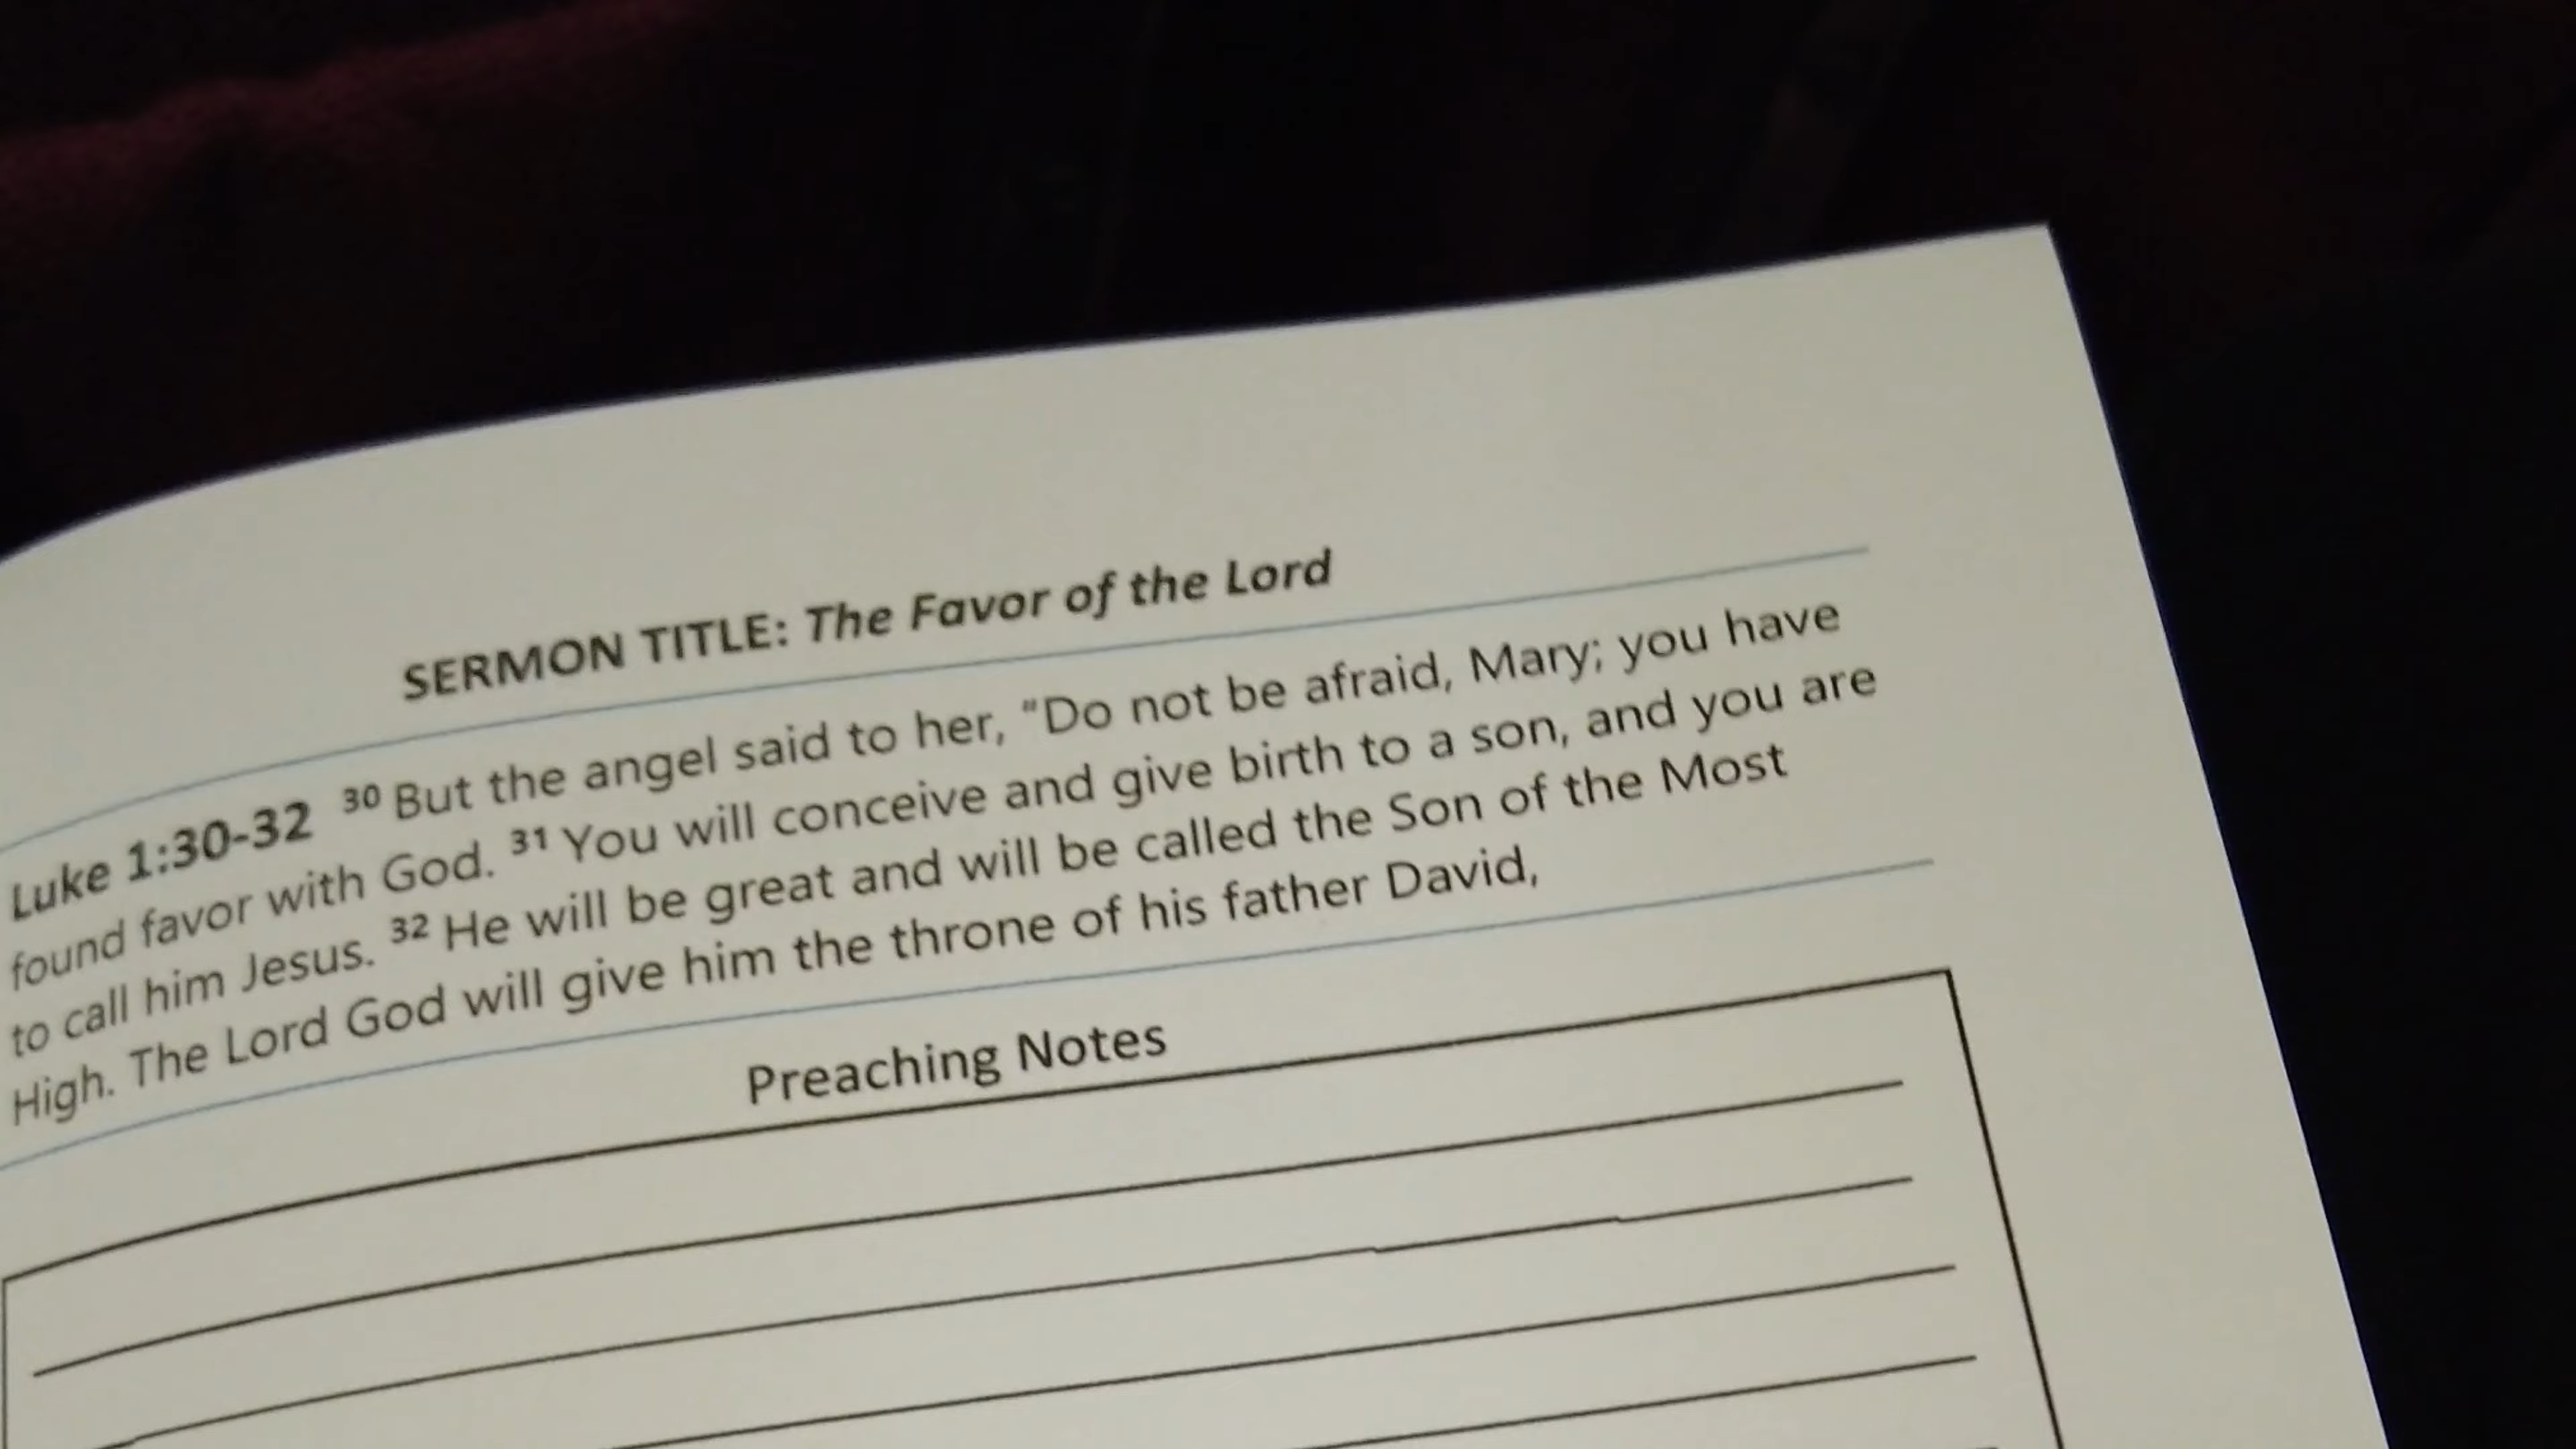 SERMON TITLE: The Favor of the Lord
Luke 1:30-32 30 But the angel said to her, "Do not be afraid, Mary; you have
found favor with God. 31 You will conceive and give birth to a son, and you are
to call him Jesus. 32 He will be great and will be called the Son of the Most
High. The Lord God will give him the throne of his father David,
Preaching Notes